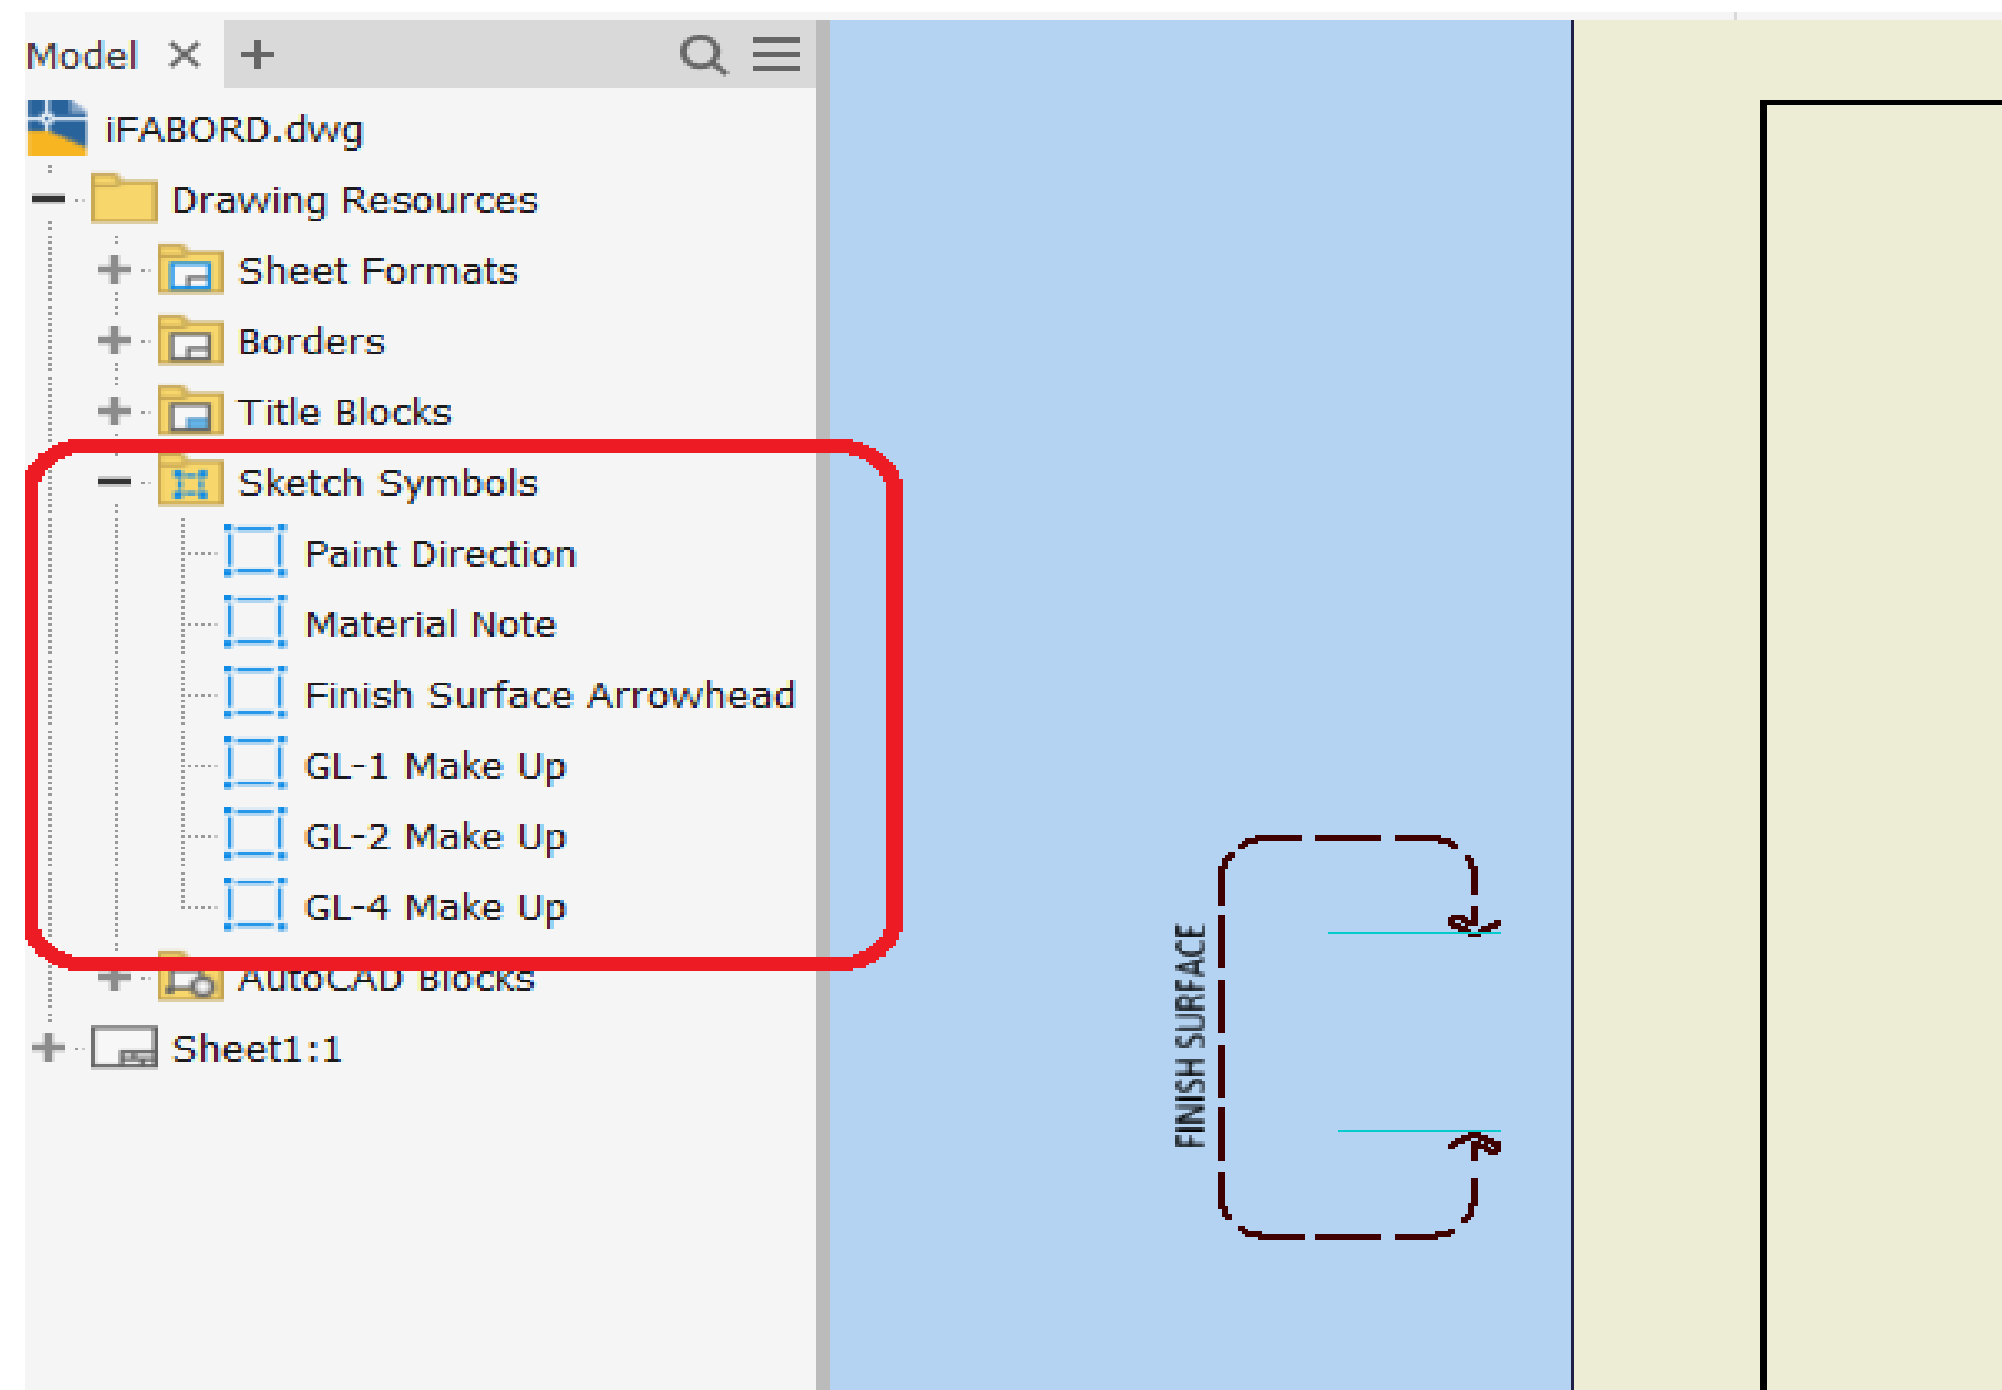 Model
iFABORD.dwg
Drawing Resources
Sheet Formats
Borders
Title Blocks
Sketch Symbols
Paint Direction
Material Note
Finish Surface Arrowhead
GL-1 Make Up
GL-2 Make Up
GL-4 Make Up
AutoCAD Blocks
Sheet1:1
FINISH SURFACE